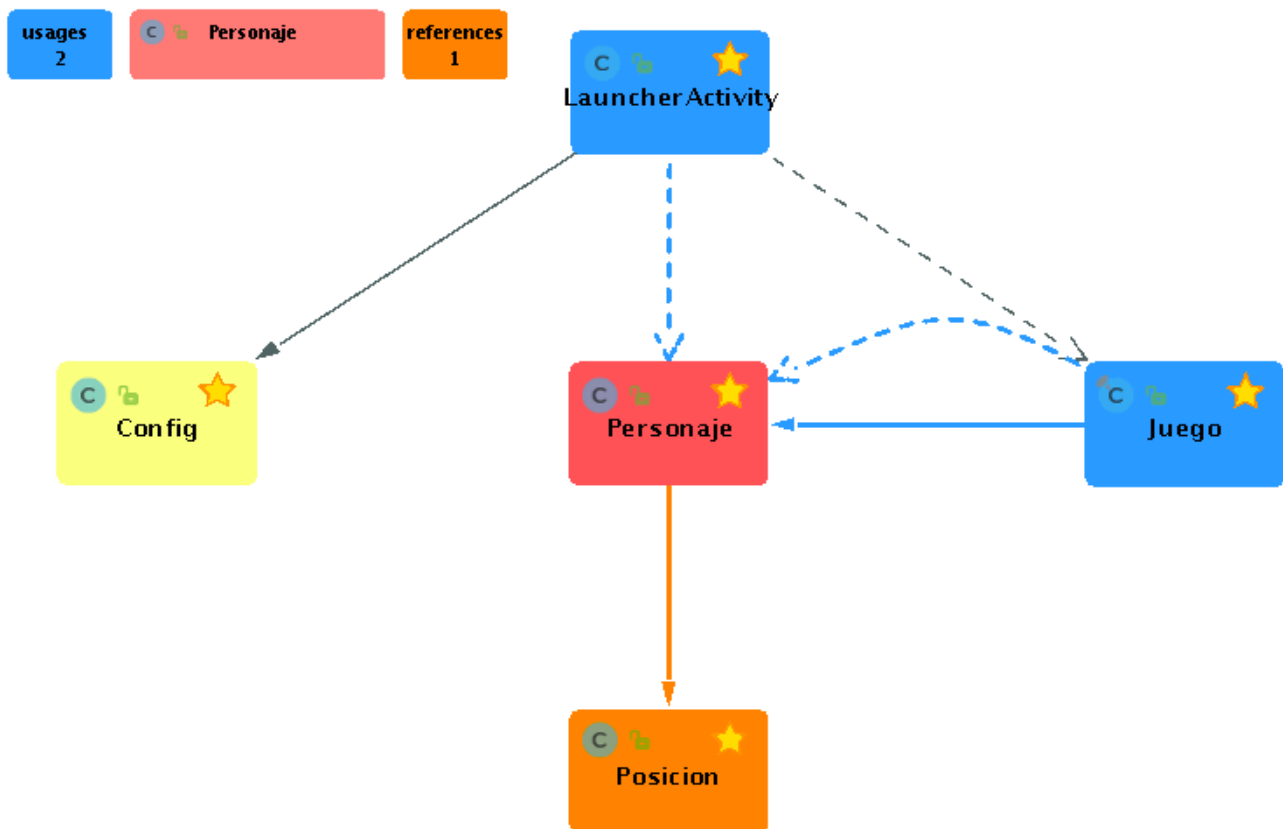 usages
2
C Personaje
references
1
C
LauncherActivity
C
Config
C
Personaje
C
Juego
C
Posicion